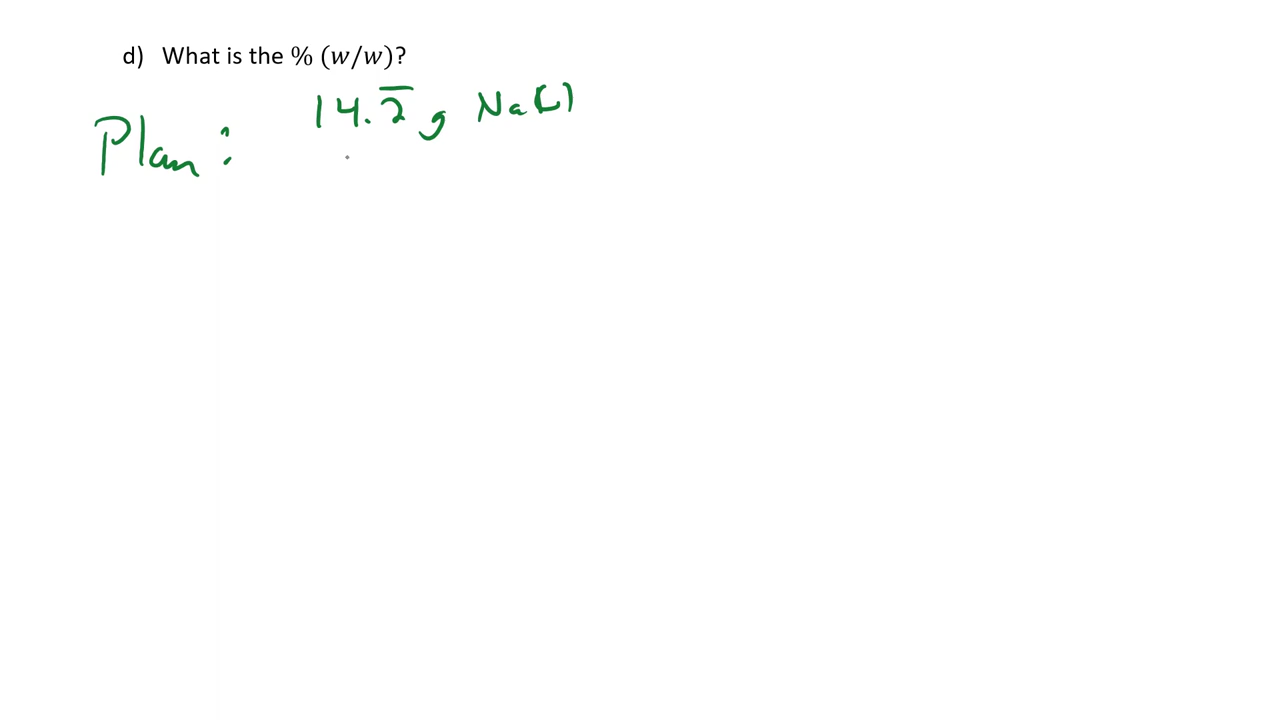 d) What is the % (w/w)?
14.2̅ g NaCl
Plan: